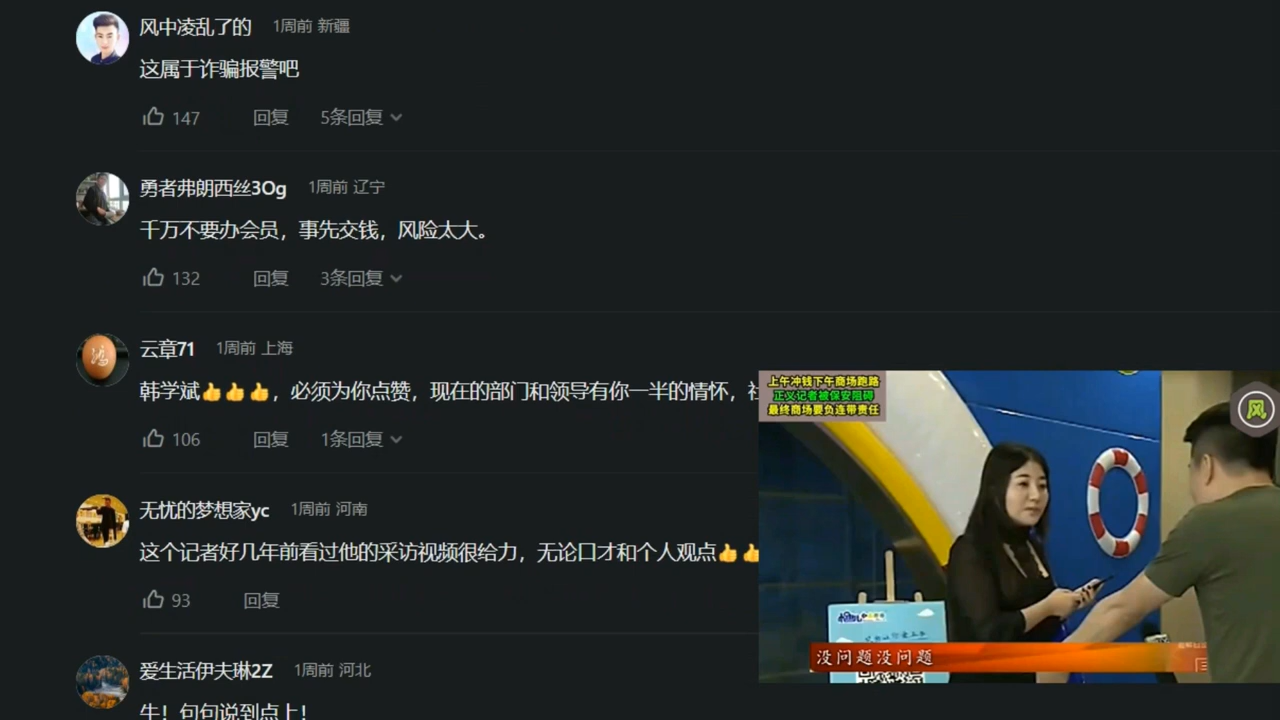 风中凌乱了的 1周前 新疆
这属于诈骗报警吧
147 回复 5条回复
勇者弗朗西丝3Og 1周前 辽宁
千万不要办会员，事先交钱，风险太大。
132 回复 3条回复
云章71 1周前 上海
韩学斌👍👍👍，必须为你点赞，现在的部门和领导有你一半的情怀，社
106 回复 1条回复
无忧的梦想家yc 1周前 河南
这个记者好几年前看过他的采访视频很给力，无论口才和个人观点👍👍
93 回复
爱生活伊夫琳2Z 1周前 河北
牛！句句说到点上！
上午冲钱下午商场跑路
正义记者被保安阻碍
最终商场要负连带责任
风
没问题没问题